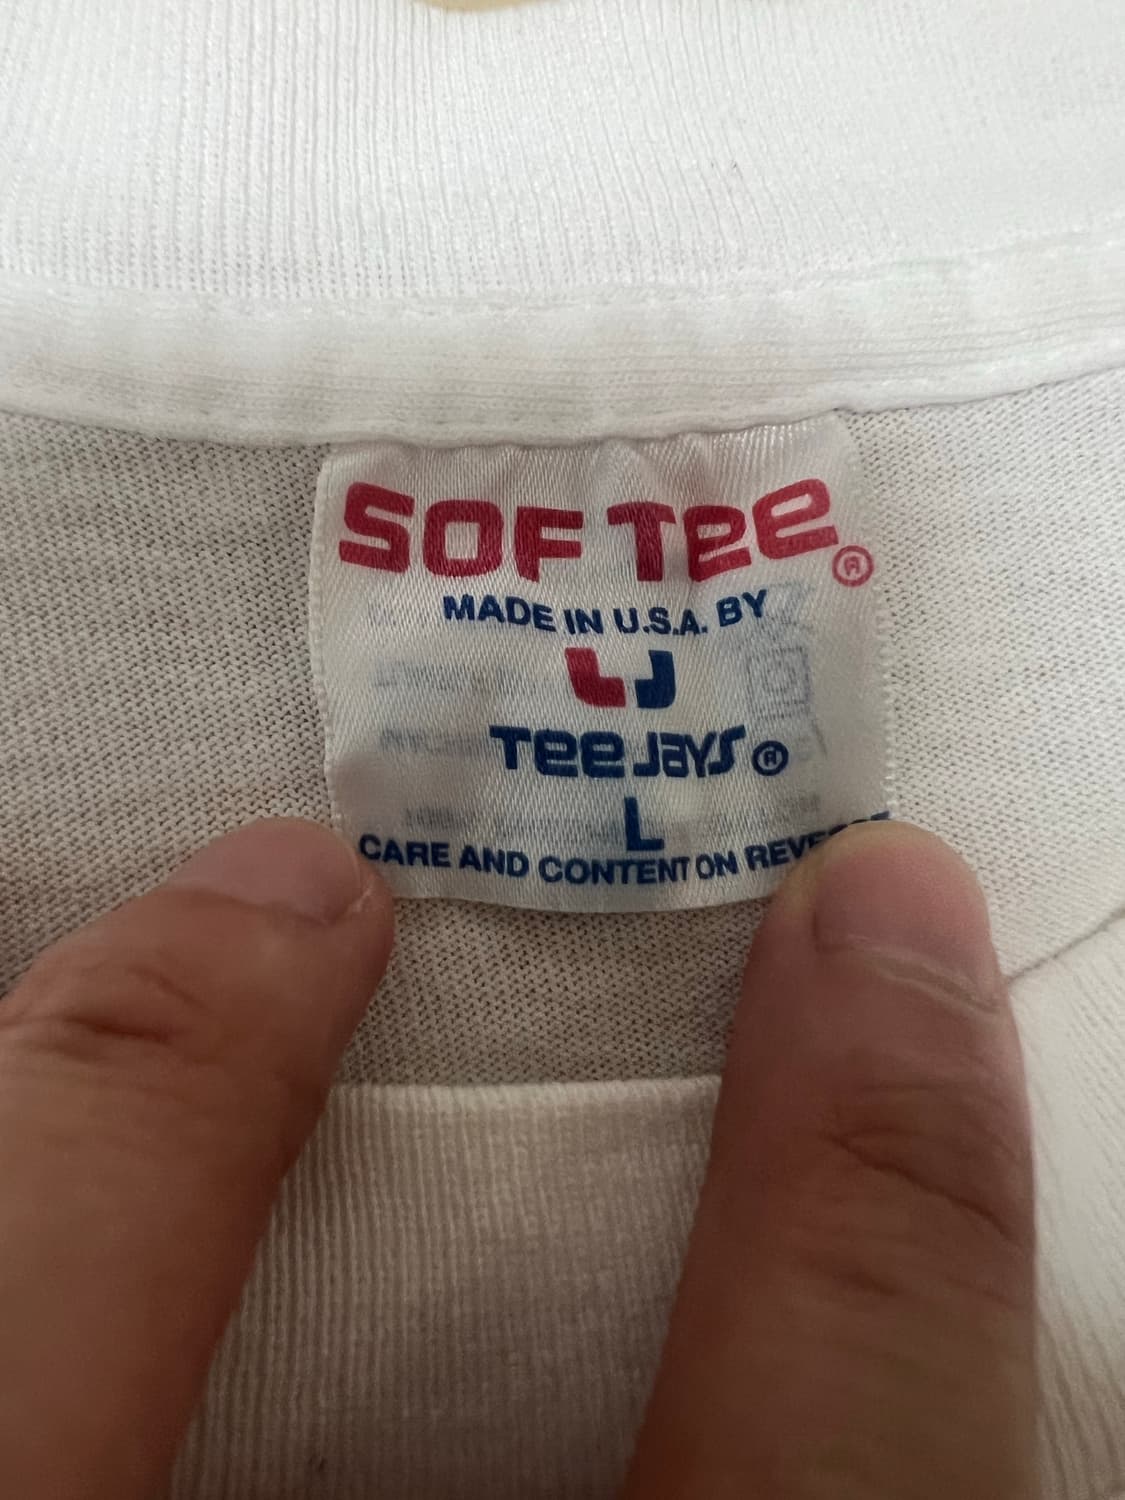 SOF TEE®
MADE IN U.S.A. BY
TEE JAYS®
L
CARE AND CONTENT ON REVERSE